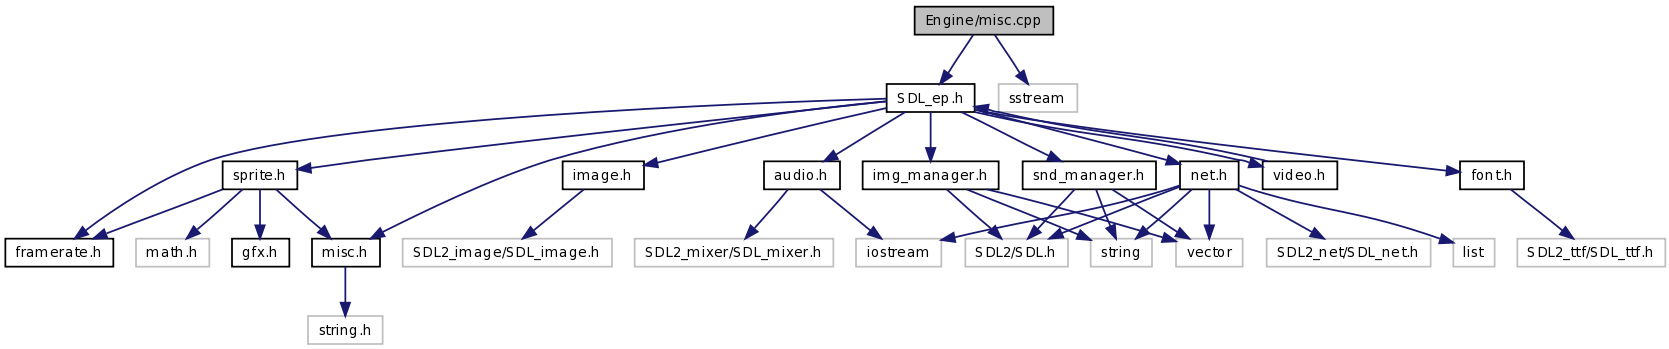 Engine/misc.cpp
SDL_ep.h
sstream
sprite.h
image.h
audio.h
img_manager.h
snd_manager.h
net.h
video.h
font.h
framerate.h
math.h
gfx.h
misc.h
SDL2_image/SDL_image.h
SDL2_mixer/SDL_mixer.h
iostream
SDL2/SDL.h
string
vector
SDL2_net/SDL_net.h
list
SDL2_ttf/SDL_ttf.h
string.h